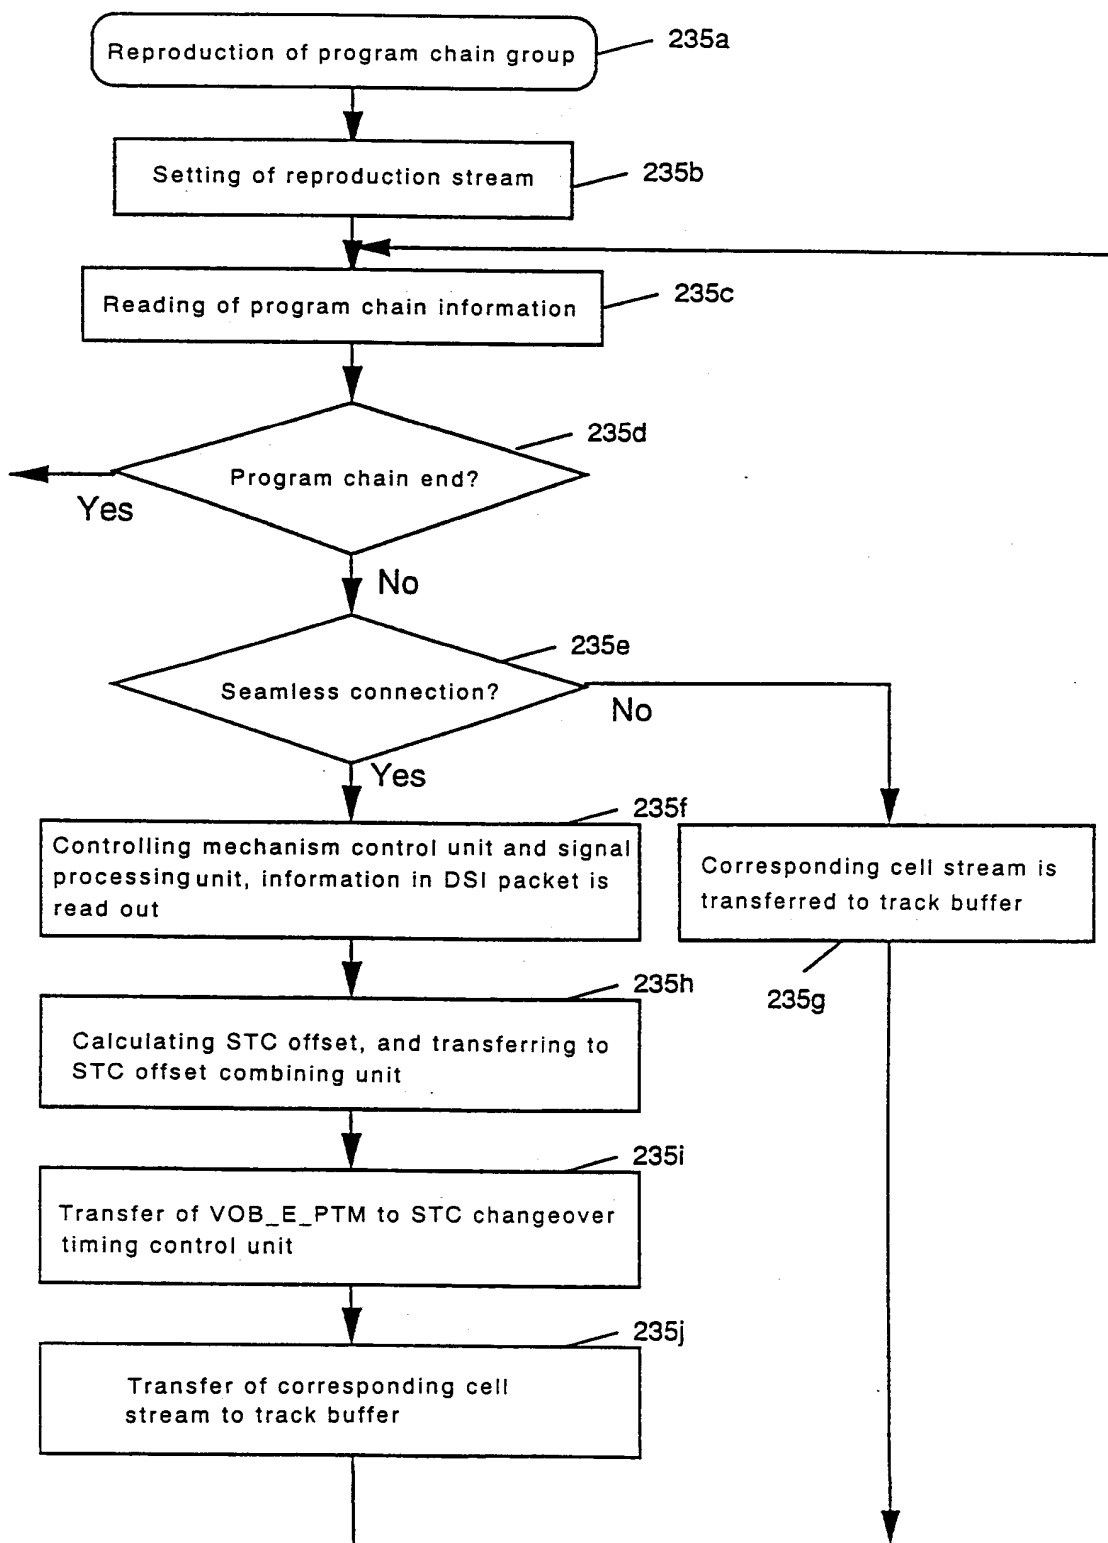 Reproduction of program chain group
235a
Setting of reproduction stream
235b
Reading of program chain information
235c
235d
Program chain end?
Yes
No
235e
Seamless connection?
No
Yes
235f
Controlling mechanism control unit and signal
processing unit, information in DSI packet is
read out
Corresponding cell stream is
transferred to track buffer
235g
235h
Calculating STC offset, and transferring to
STC offset combining unit
235i
Transfer of VOB_E_PTM to STC changeover
timing control unit
235j
Transfer of corresponding cell
stream to track buffer